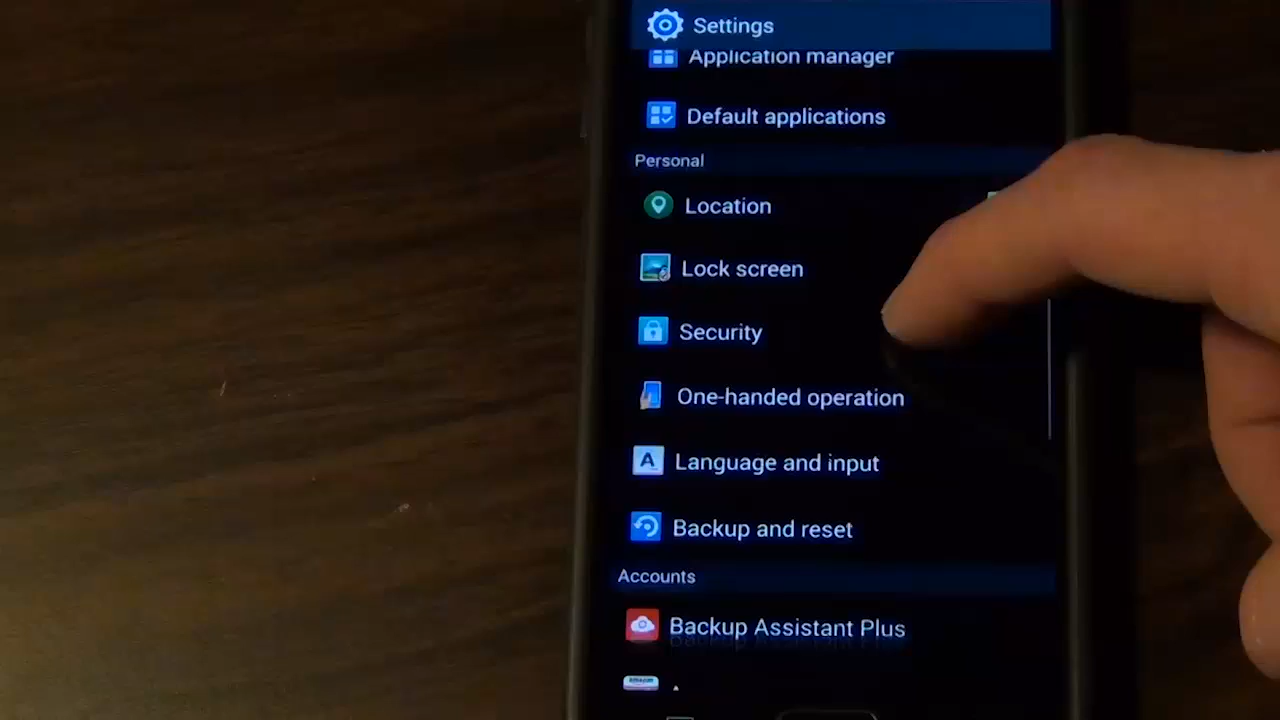 Settings
Application manager
Default applications
Personal
Location
Lock screen
Security
One-handed operation
Language and input
Backup and reset
Accounts
Backup Assistant Plus
amazon